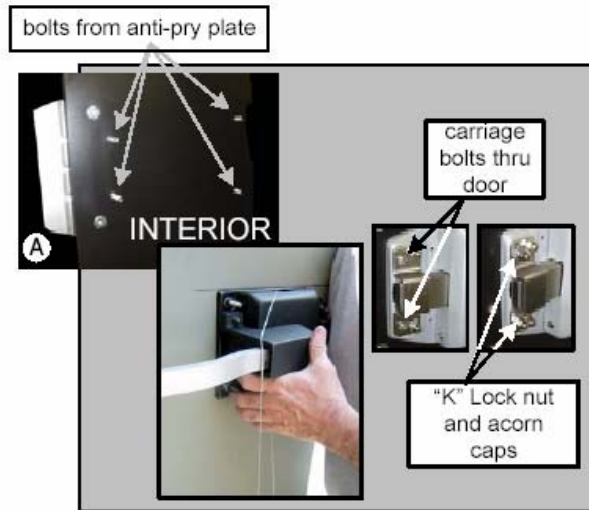 bolts from anti-pry plate
carriage
bolts thru
door
INTERIOR
A
"K" Lock nut
and acorn
caps